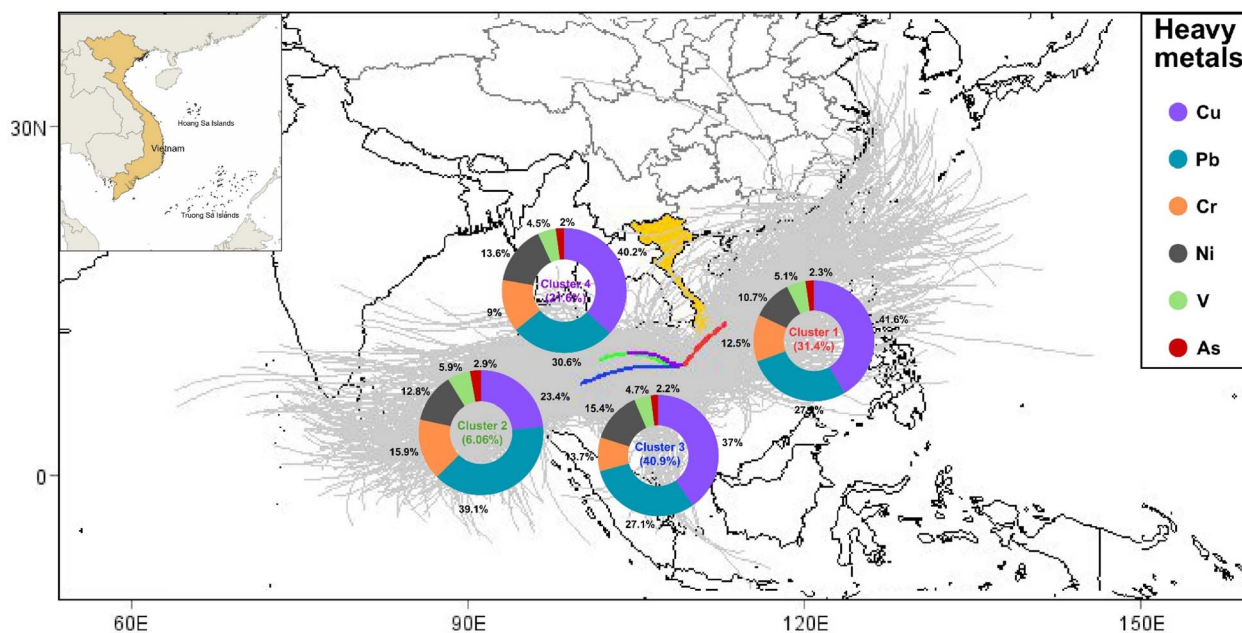 Hoang Sa Islands
Vietnam
Truong Sa Islands
Heavy
metals
Cu
Pb
Cr
Ni
V
As
30N
0
60E
90E
120E
150E
4.5%
2%
13.6%
40.2%
Cluster 4
9%
30.6%
5.1%
2.3%
10.7%
41.6%
Cluster 1
(31.4%)
12.5%
5.9%
2.9%
12.8%
23.4%
Cluster 2
(6.06%)
15.9%
39.1%
4.7%
2.2%
15.4%
37%
Cluster 3
(40.9%)
13.7%
27.1%